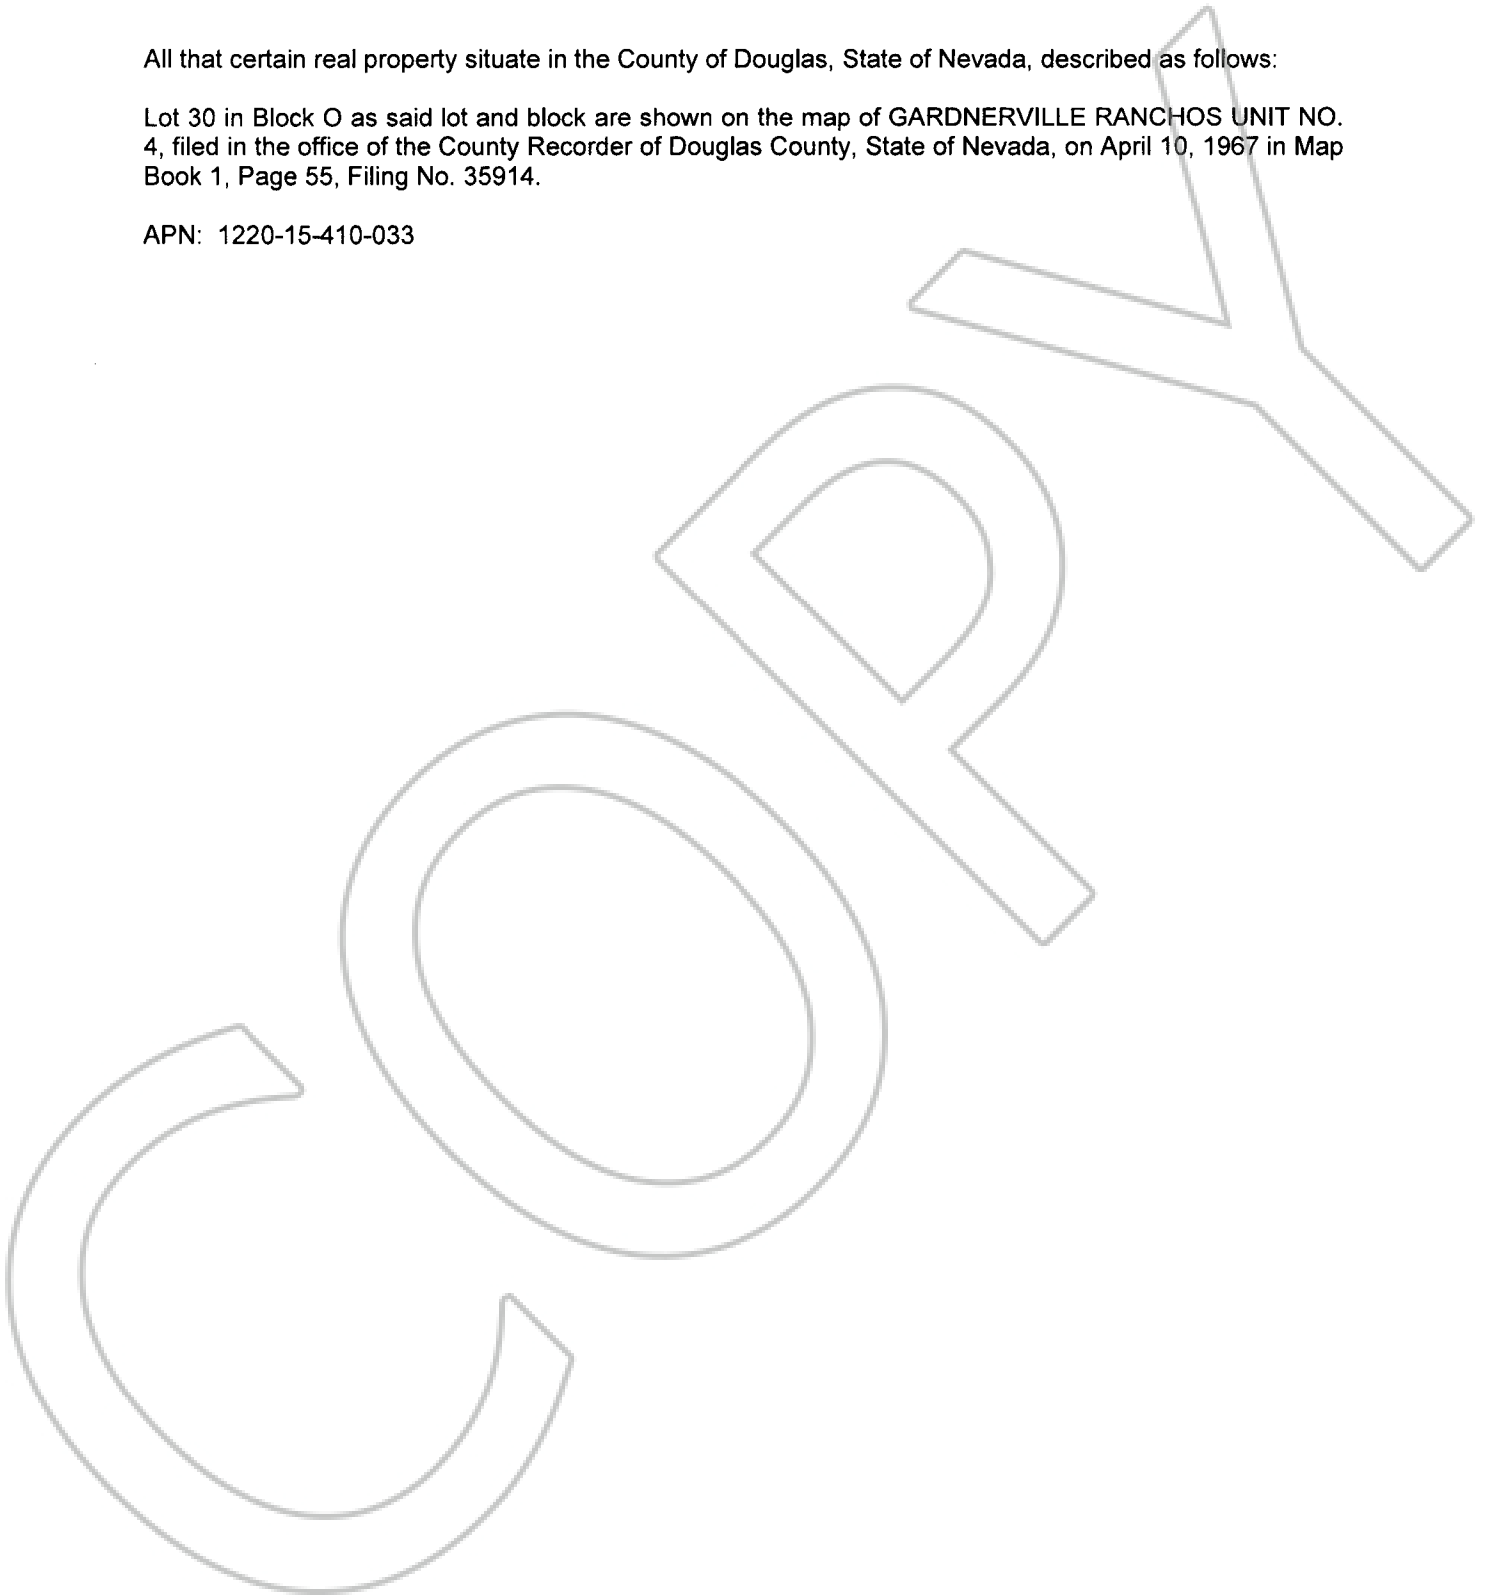 All that certain real property situate in the County of Douglas, State of Nevada, described as follows:
Lot 30 in Block O as said lot and block are shown on the map of GARDNERVILLE RANCHOS UNIT NO.
4, filed in the office of the County Recorder of Douglas County, State of Nevada, on April 10, 1967 in Map
Book 1, Page 55, Filing No. 35914.
APN: 1220-15-410-033
COPY